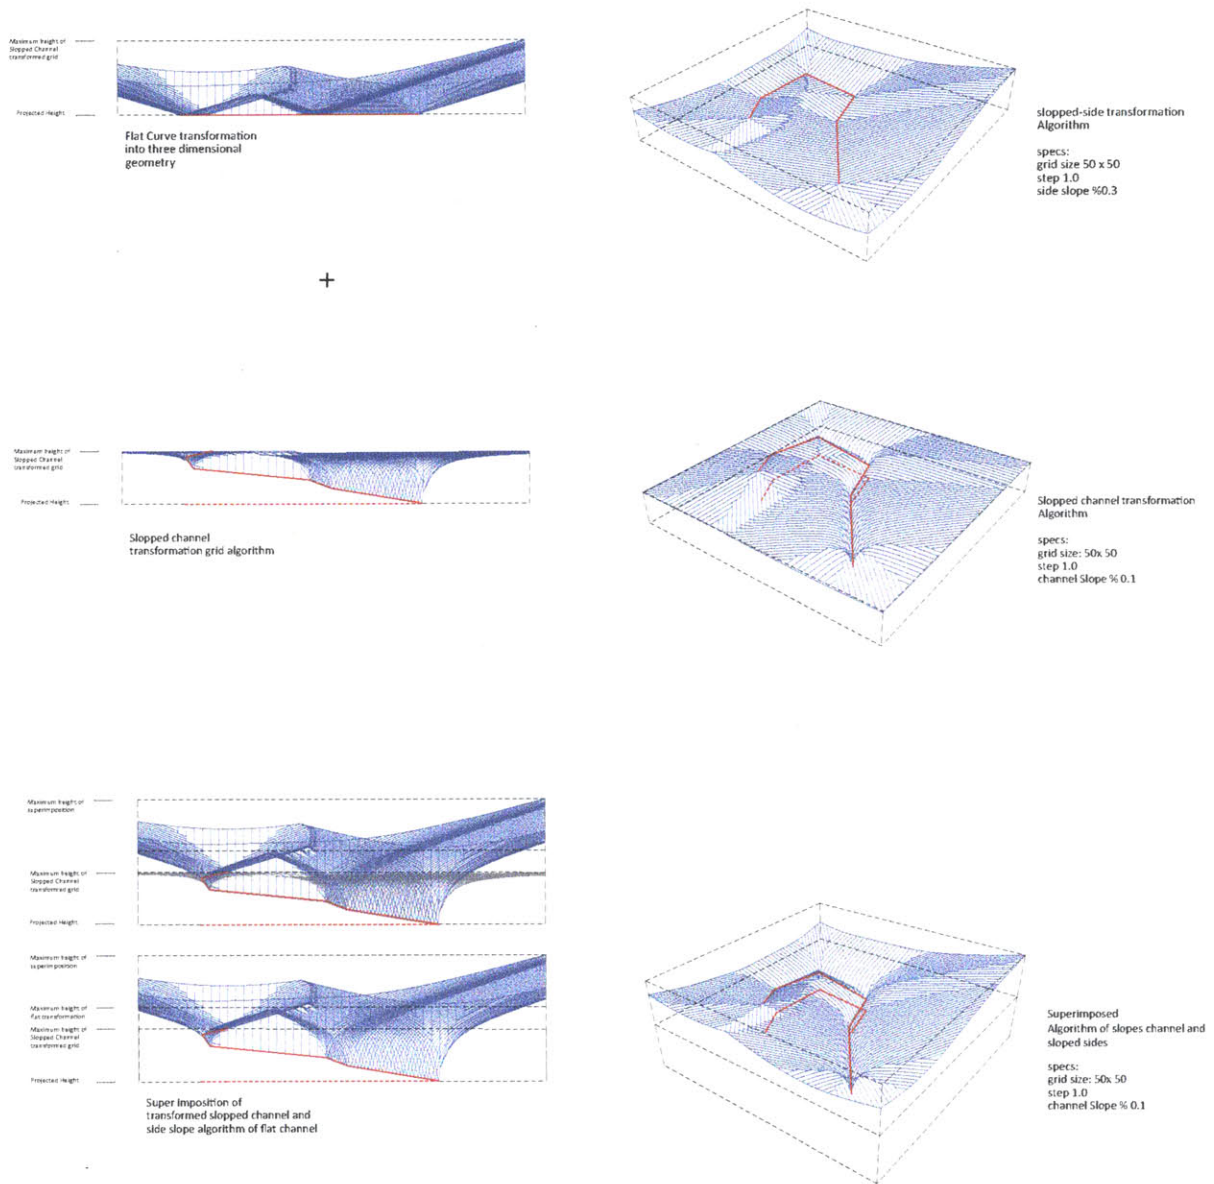 Maximum height of
Slopped Channel
transformed grid
Projected Height
Flat Curve transformation
into three dimensional
geometry
slopped-side transformation
Algorithm
specs:
grid size 50 x 50
step 1.0
side slope %0.3
+
Maximum height of
Slopped Channel
transformed grid
Projected Height
Slopped channel
transformation grid algorithm
Slopped channel transformation
Algorithm
specs:
grid size: 50x 50
step 1.0
channel Slope % 0.1
Maximum height of
superimposition
Maximum height of
Slopped Channel
transformed grid
Projected Height
Maximum height of
superimposition
Maximum height of
flat transformation
Maximum height of
Slopped Channel
transformed grid
Projected Height
Super imposition of
transformed slopped channel and
side slope algorithm of flat channel
Superimposed
Algorithm of slopes channel and
sloped sides
specs:
grid size: 50x 50
step 1.0
channel Slope % 0.1